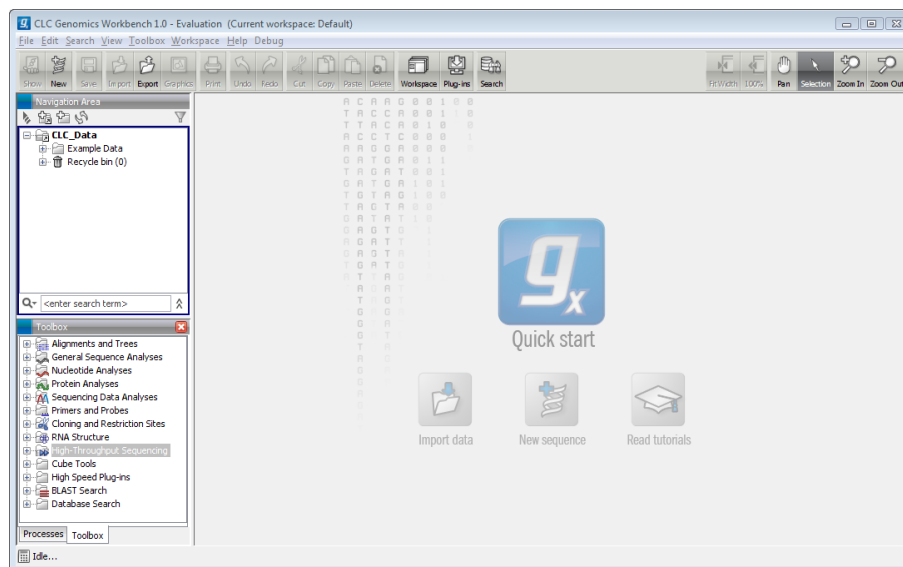 CLC Genomics Workbench 1.0 - Evaluation (Current workspace: Default)
File Edit Search View Toolbox Workspace Help Debug
Show New Save Import Export Graphics Print Undo Redo Cut Copy Paste Delete Workspace Plug-ins Search Fit Width 100% Pan Selection Zoom In Zoom Out
Navigation Area
CLC_Data
Example Data
Recycle bin (0)
<enter search term>
Toolbox
Alignments and Trees
General Sequence Analyses
Nucleotide Analyses
Protein Analyses
Sequencing Data Analyses
Primers and Probes
Cloning and Restriction Sites
RNA Structure
High-Throughput Sequencing
Cube Tools
High Speed Plug-ins
BLAST Search
Database Search
Processes Toolbox
Idle...
gx
Quick start
Import data New sequence Read tutorials